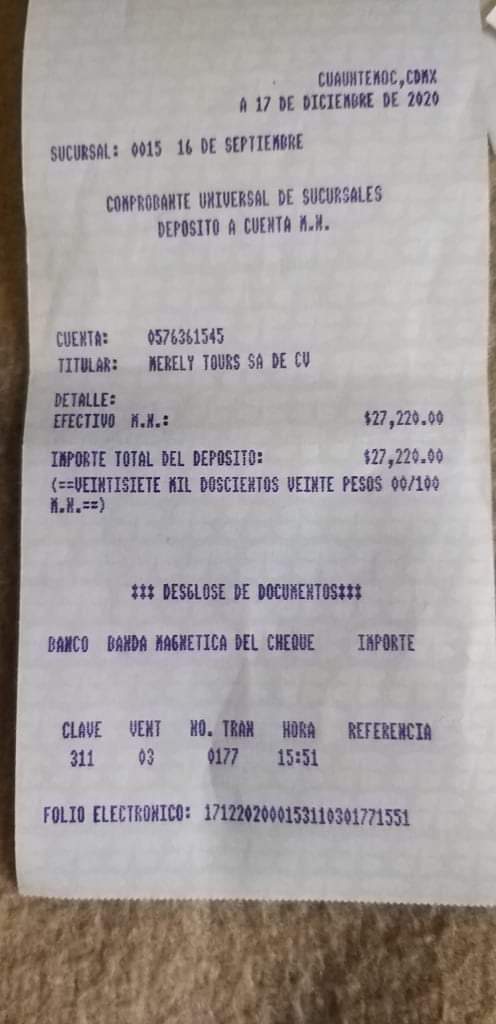 CUAUHTEMOC,CDMX
A 17 DE DICIEMBRE DE 2020
SUCURSAL: 0015 16 DE SEPTIEMBRE
COMPROBANTE UNIVERSAL DE SUCURSALES
DEPOSITO A CUENTA M.N.
CUENTA: 0576361545
TITULAR: MERELY TOURS SA DE CV
DETALLE:
EFECTIVO M.N.: $27,220.00
IMPORTE TOTAL DEL DEPOSITO: $27,220.00
(==VEINTISIETE MIL DOSCIENTOS VEINTE PESOS 00/100
M.N.==)
*** DESGLOSE DE DOCUMENTOS***
BANCO BANDA MAGNETICA DEL CHEQUE IMPORTE
CLAVE VENT NO. TRAN HORA REFERENCIA
311 03 0177 15:51
FOLIO ELECTRONICO: 1712202000153110301771551